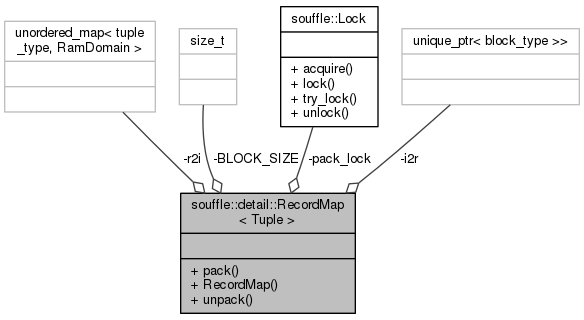 unordered_map< tuple
_type, RamDomain >
size_t
souffle::Lock
+ acquire()
+ lock()
+ try_lock()
+ unlock()
unique_ptr< block_type >>
-r2i
-BLOCK_SIZE
-pack_lock
-i2r
souffle::detail::RecordMap
< Tuple >
+ pack()
+ RecordMap()
+ unpack()